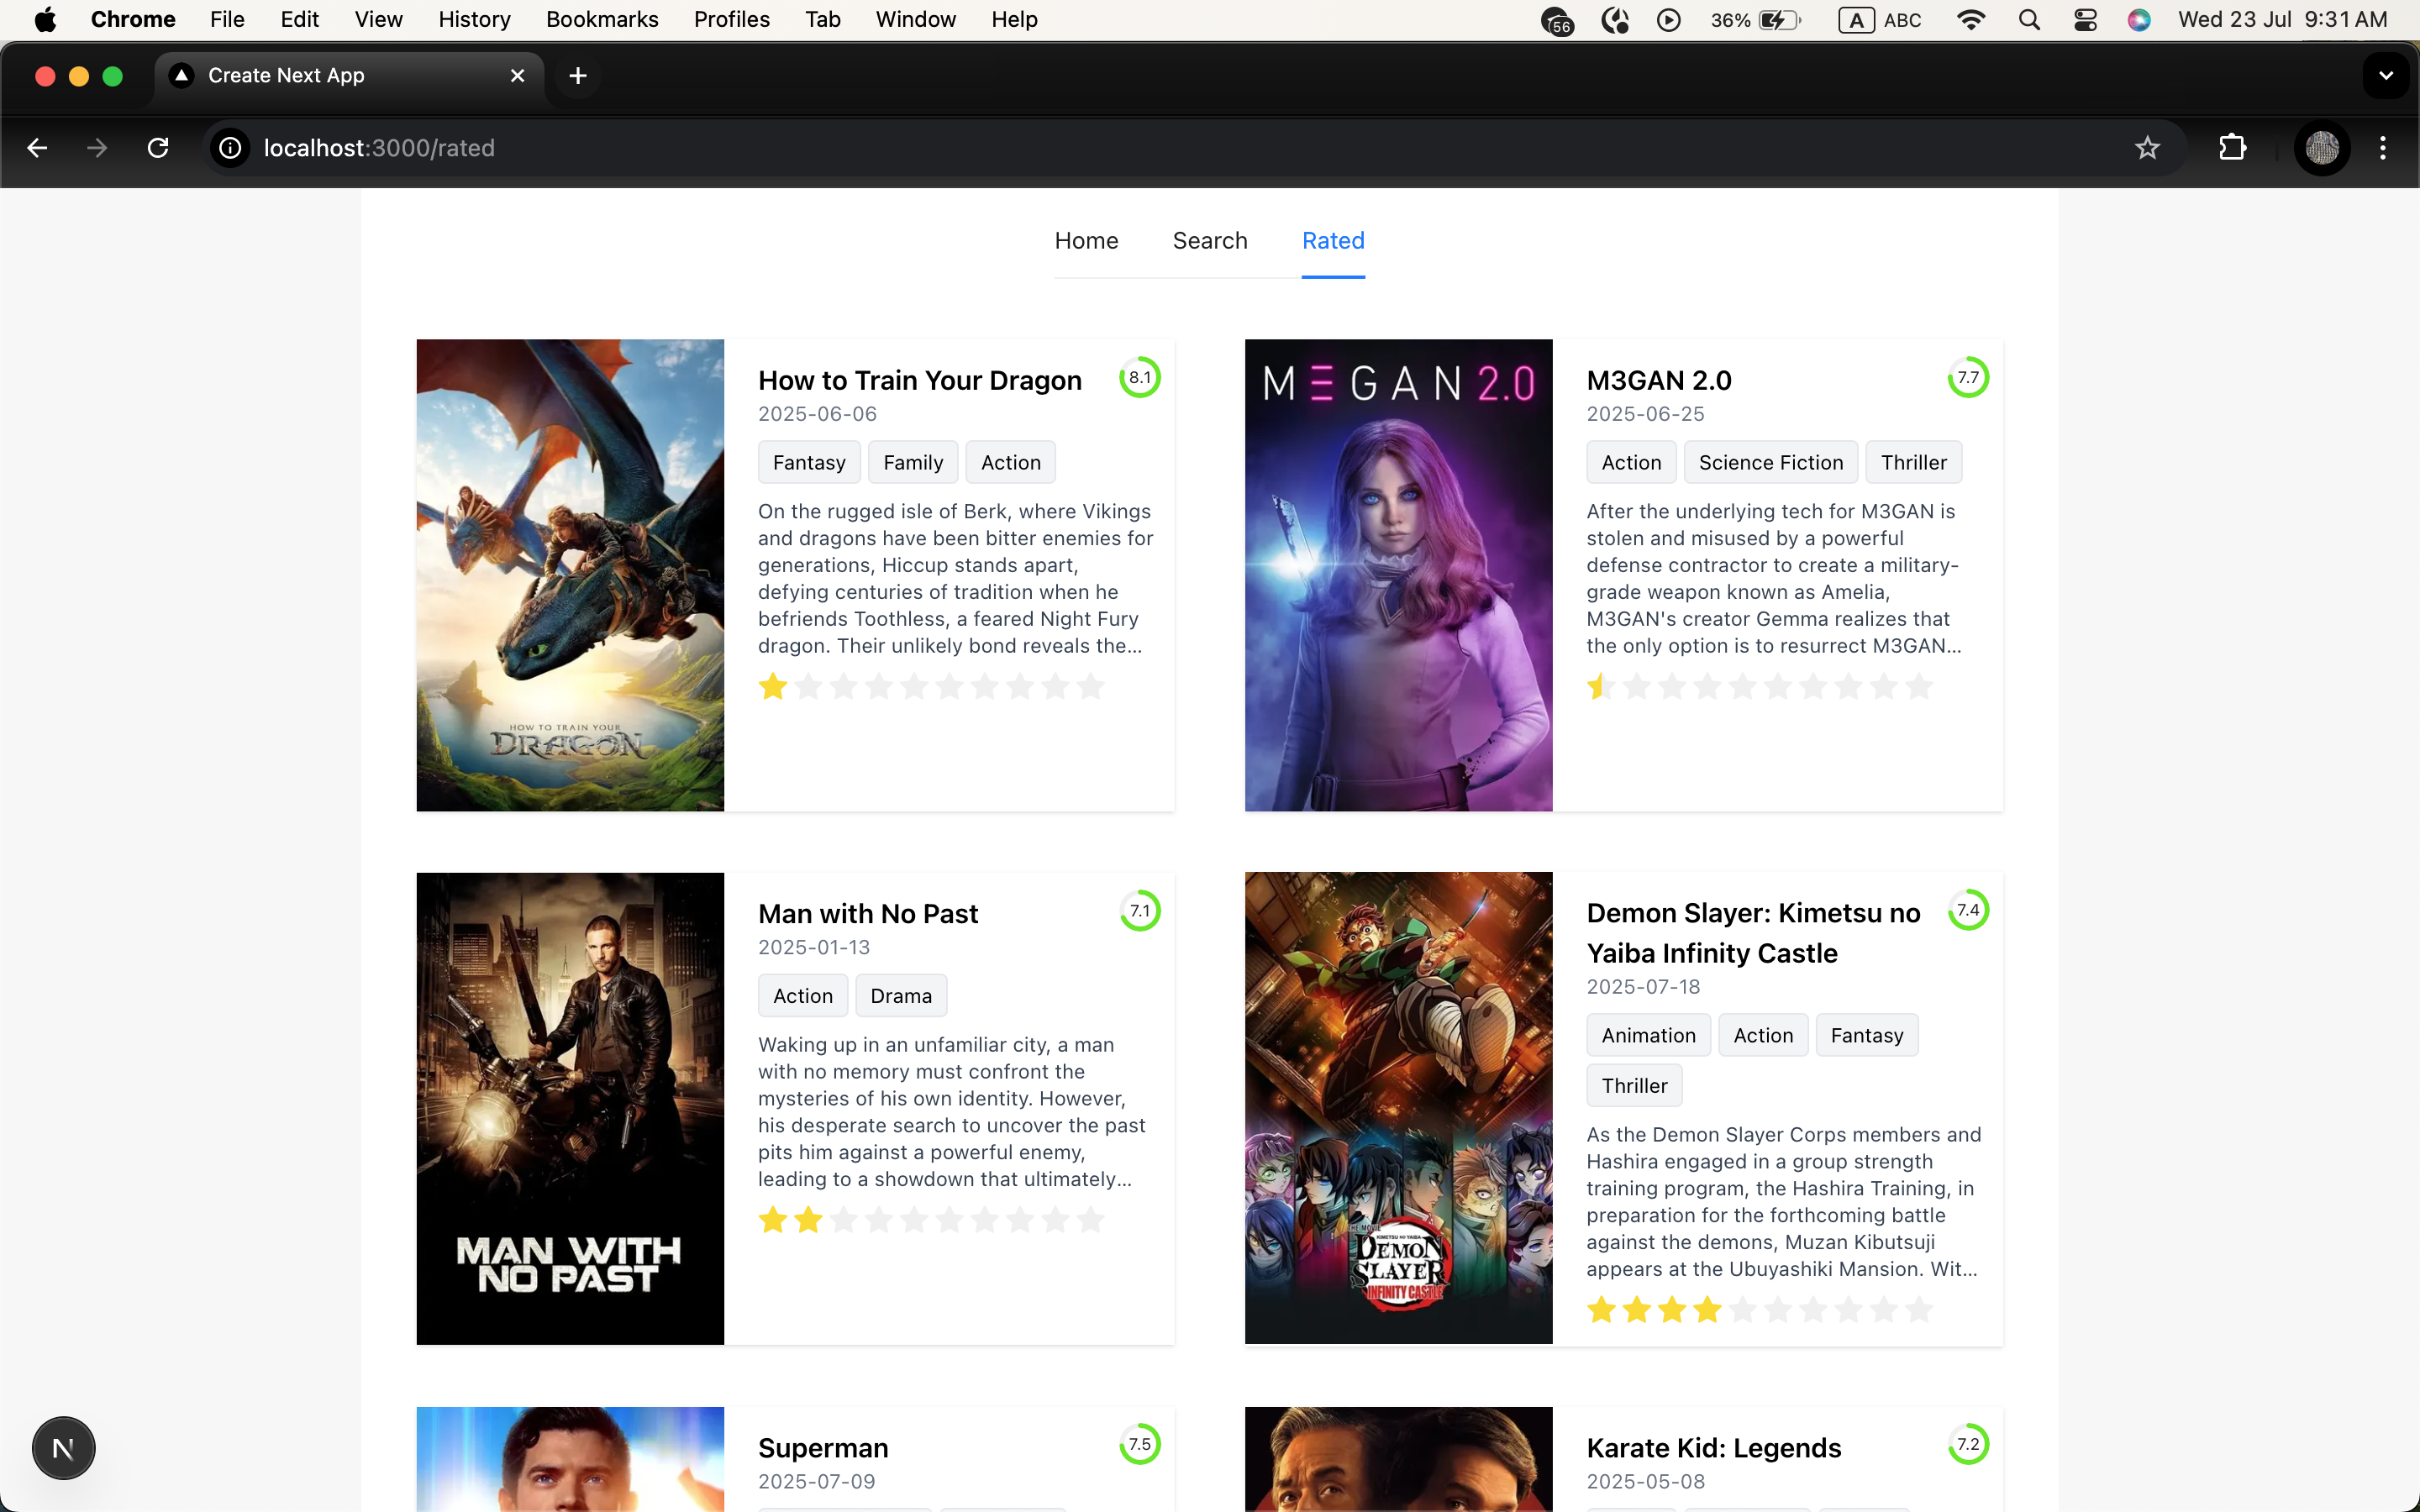 Chrome File Edit View History Bookmarks Profiles Tab Window Help 56 36% A ABC Wed 23 Jul 9:31 AM
Create Next App
localhost:3000/rated
Home Search Rated
HOW TO TRAIN YOUR
DRAGON
How to Train Your Dragon 8.1
2025-06-06
Fantasy Family Action
On the rugged isle of Berk, where Vikings
and dragons have been bitter enemies for
generations, Hiccup stands apart,
defying centuries of tradition when he
befriends Toothless, a feared Night Fury
dragon. Their unlikely bond reveals the...
MΞGAN 2.0
M3GAN 2.0 7.7
2025-06-25
Action Science Fiction Thriller
After the underlying tech for M3GAN is
stolen and misused by a powerful
defense contractor to create a military-
grade weapon known as Amelia,
M3GAN's creator Gemma realizes that
the only option is to resurrect M3GAN...
MAN WITH
NO PAST
Man with No Past 7.1
2025-01-13
Action Drama
Waking up in an unfamiliar city, a man
with no memory must confront the
mysteries of his own identity. However,
his desperate search to uncover the past
pits him against a powerful enemy,
leading to a showdown that ultimately...
THE MOVIE
KIMETSU NO YAIBA
DEMON
SLAYER
INFINITY CASTLE
Demon Slayer: Kimetsu no 7.4
Yaiba Infinity Castle
2025-07-18
Animation Action Fantasy
Thriller
As the Demon Slayer Corps members and
Hashira engaged in a group strength
training program, the Hashira Training, in
preparation for the forthcoming battle
against the demons, Muzan Kibutsuji
appears at the Ubuyashiki Mansion. Wit...
Superman 7.5
2025-07-09
Karate Kid: Legends 7.2
2025-05-08
N